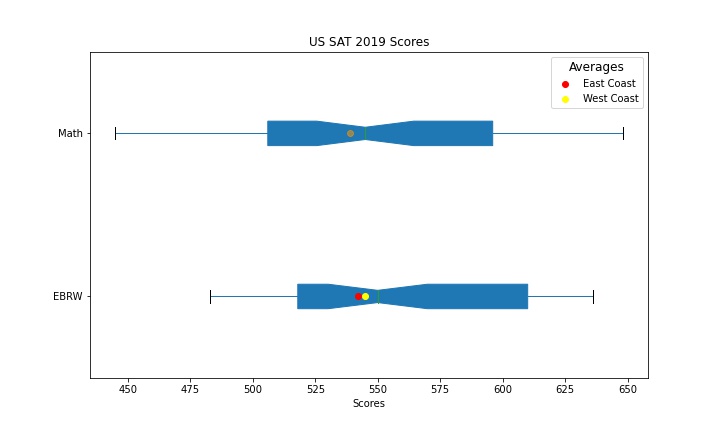 US SAT 2019 Scores
Averages
East Coast
West Coast
Math
EBRW
450 475 500 525 550 575 600 625 650
Scores